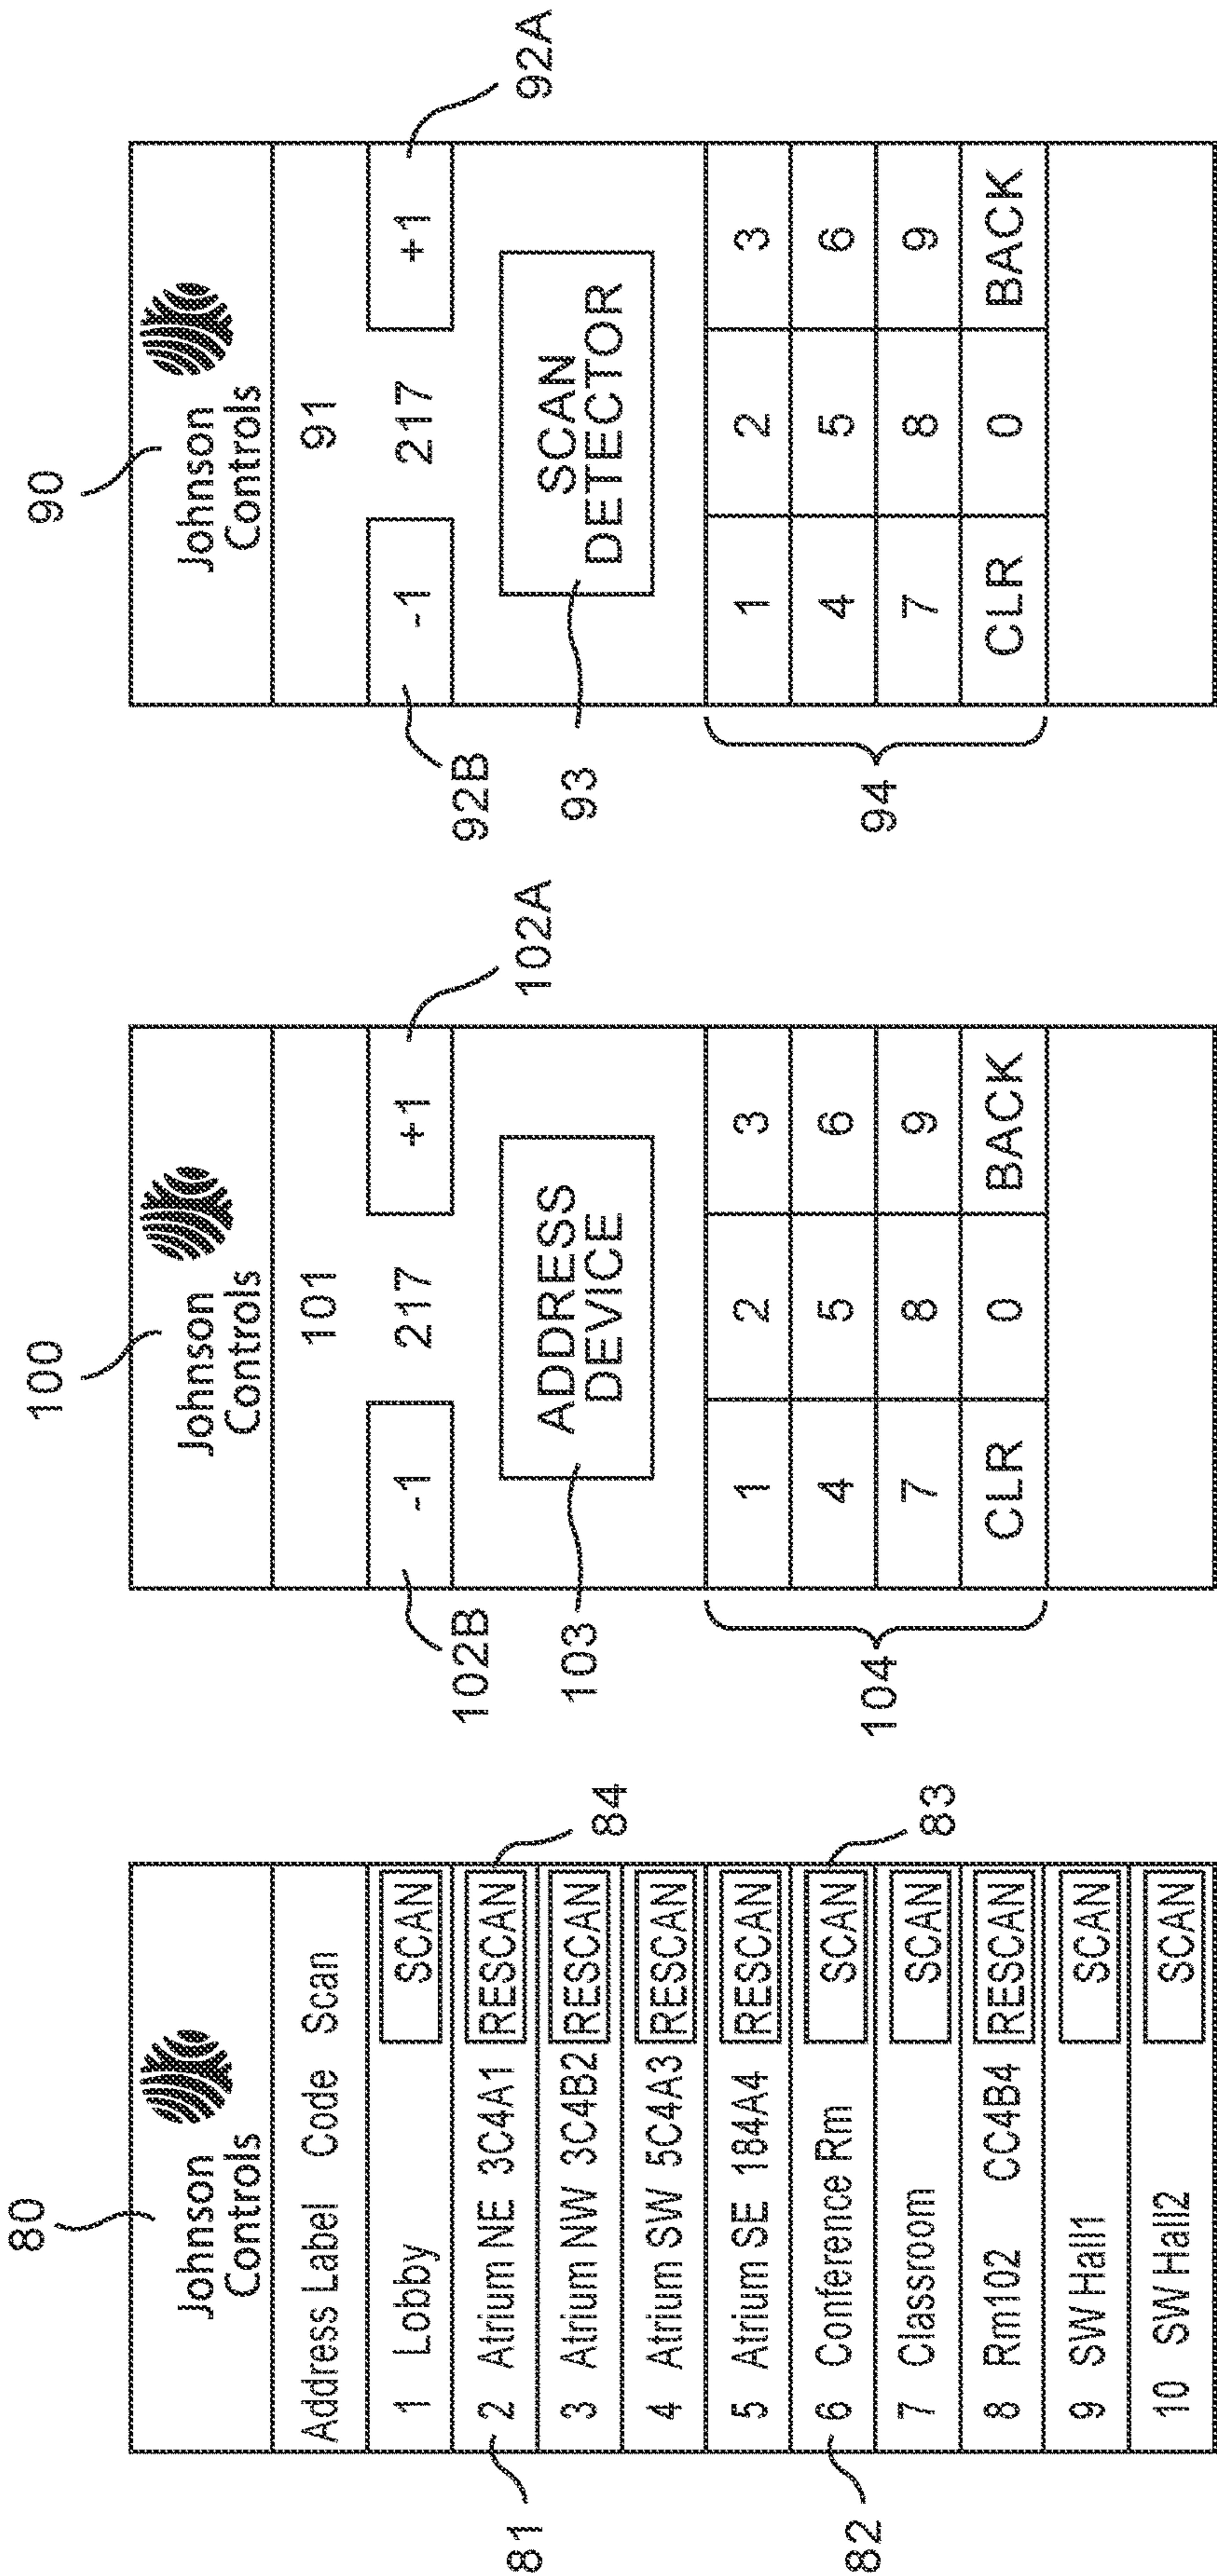 80
Johnson
Controls
Address Label Code Scan
1 Lobby SCAN
2 Atrium NE 3C4A1 RESCAN
3 Atrium NW 3C4B2 RESCAN
4 Atrium SW 5C4A3 RESCAN
5 Atrium SE 184A4 RESCAN
6 Conference Rm SCAN
7 Classroom SCAN
8 Rm102 CC4B4 RESCAN
9 SW Hall1 SCAN
10 SW Hall2 SCAN
81
82
84
83
100
Johnson
Controls
101
-1 217 +1
102B
102A
ADDRESS
DEVICE
103
1 2 3
4 5 6
7 8 9
CLR 0 BACK
104
90
Johnson
Controls
91
-1 217 +1
92B
92A
SCAN
DETECTOR
93
1 2 3
4 5 6
7 8 9
CLR 0 BACK
94